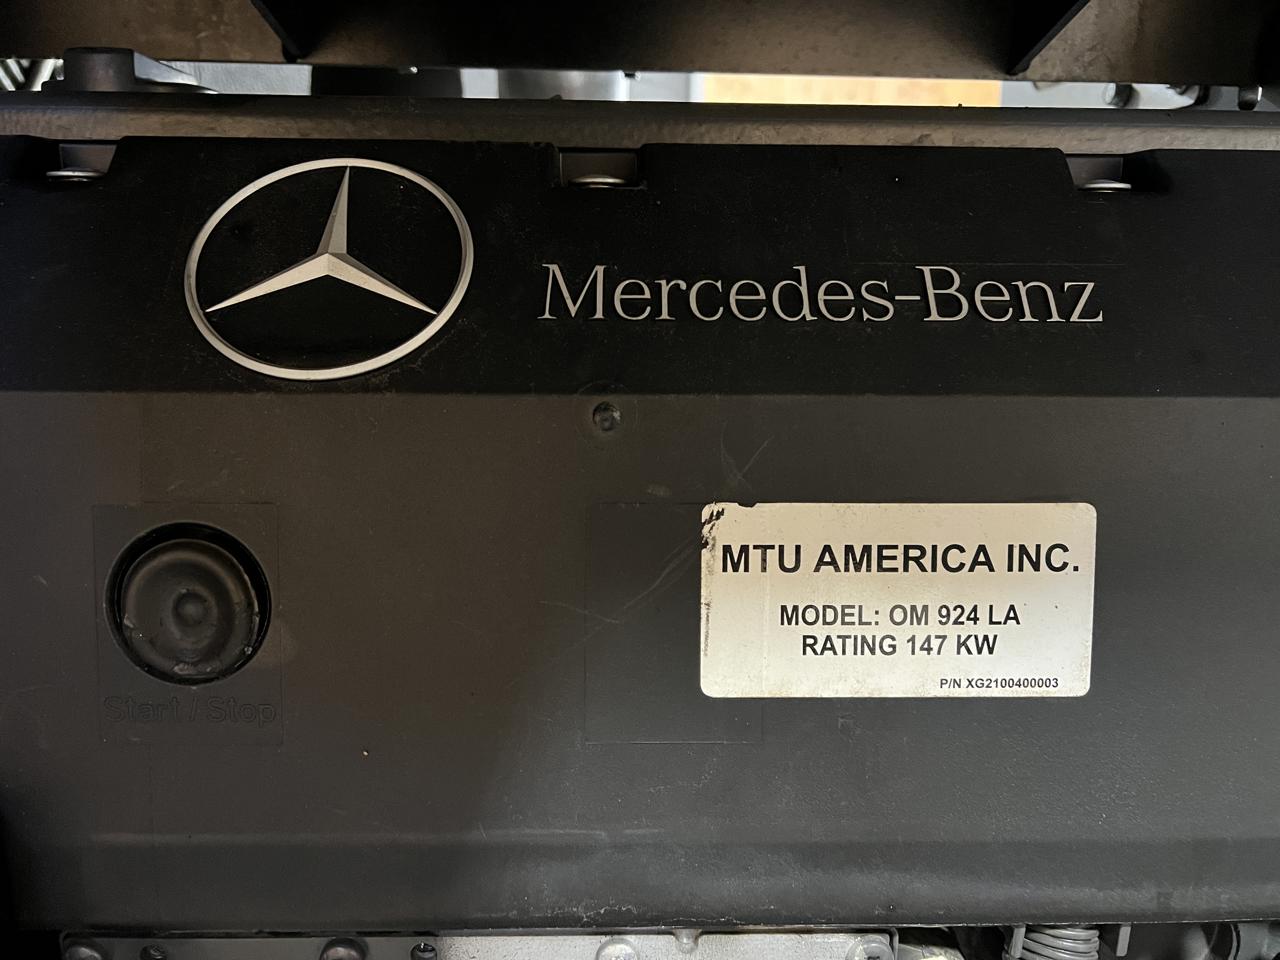 Mercedes-Benz
MTU AMERICA INC.
MODEL: OM 924 LA
RATING 147 KW
P/N XG2100400003
Start / Stop